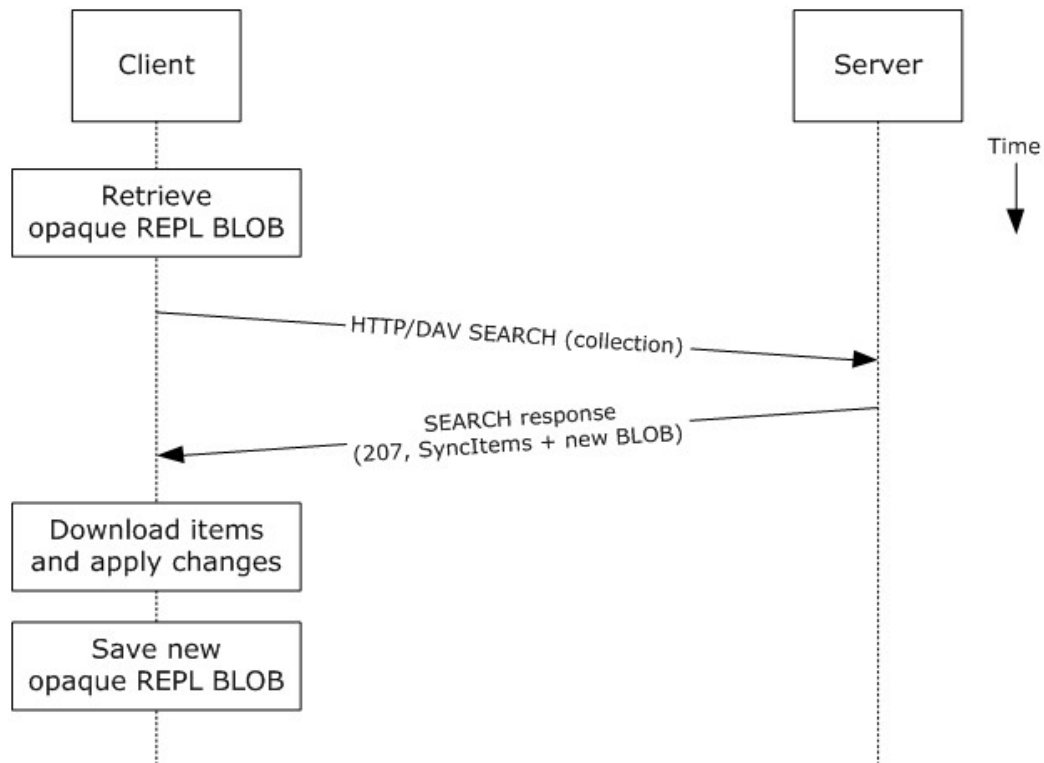 Client
Server
Time
Retrieve
opaque REPL BLOB
HTTP/DAV SEARCH (collection)
SEARCH response
(207, SyncItems + new BLOB)
Download items
and apply changes
Save new
opaque REPL BLOB